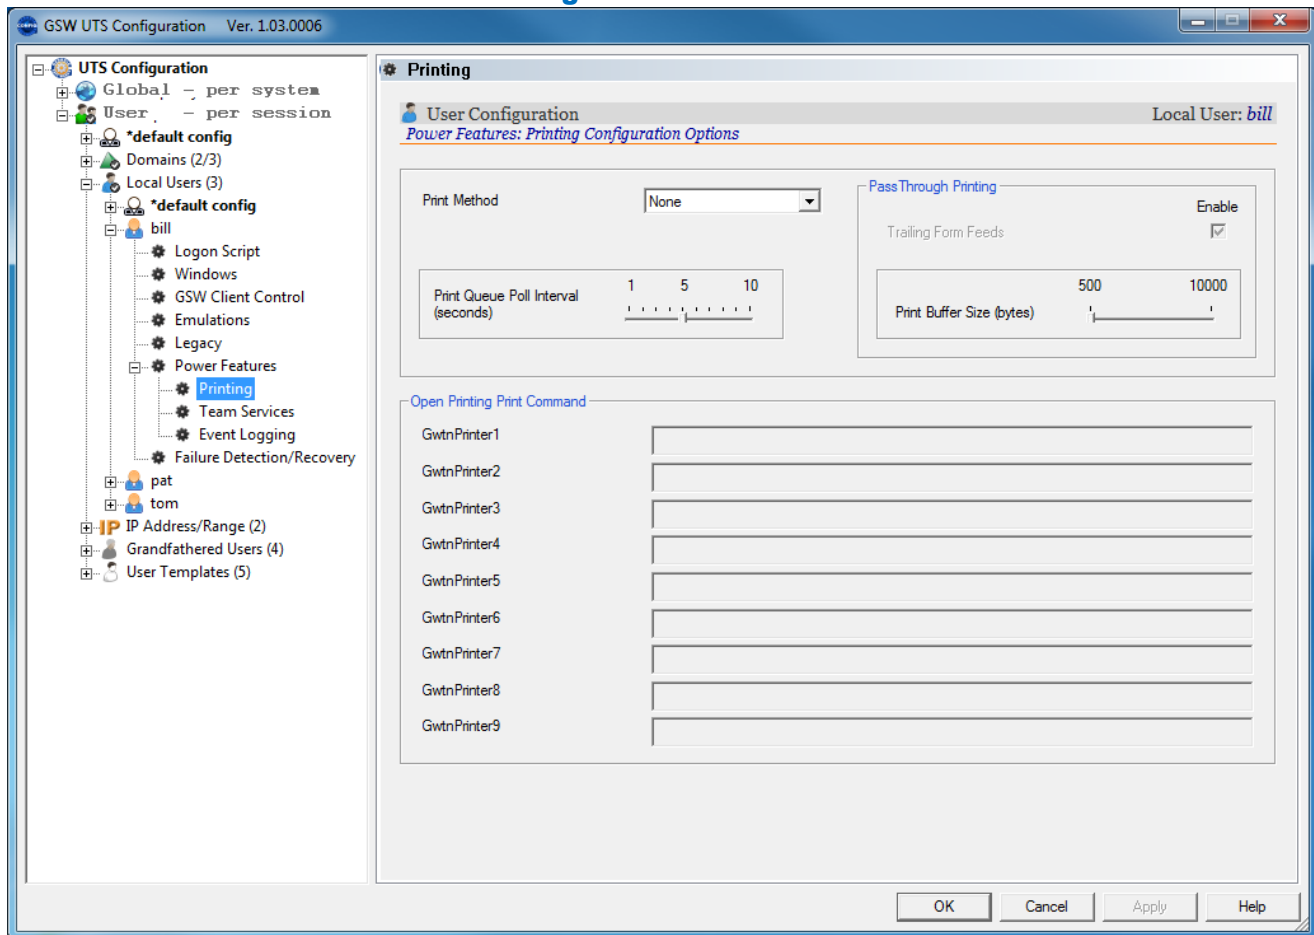 GSW UTS Configuration Ver. 1.03.0006
UTS Configuration
Global - per system
User - per session
*default config
Domains (2/3)
Local Users (3)
*default config
bill
Logon Script
Windows
GSW Client Control
Emulations
Legacy
Power Features
Printing
Team Services
Event Logging
Failure Detection/Recovery
pat
tom
IP Address/Range (2)
Grandfathered Users (4)
User Templates (5)
Printing
User Configuration Local User: bill
Power Features: Printing Configuration Options
Print Method None
PassThrough Printing
Enable
Trailing Form Feeds
Print Queue Poll Interval (seconds)
1 5 10
Print Buffer Size (bytes)
500 10000
Open Printing Print Command
GwtnPrinter1
GwtnPrinter2
GwtnPrinter3
GwtnPrinter4
GwtnPrinter5
GwtnPrinter6
GwtnPrinter7
GwtnPrinter8
GwtnPrinter9
OK Cancel Apply Help